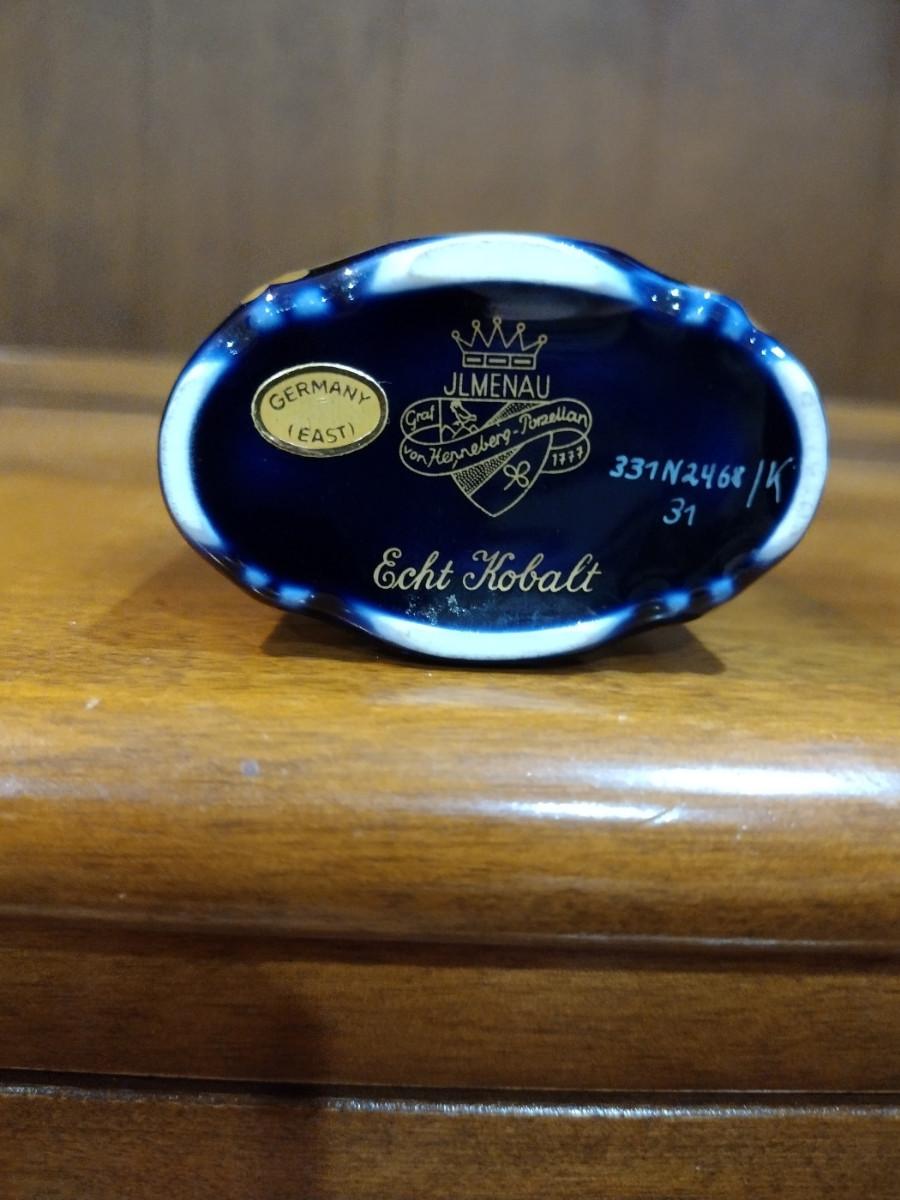 GERMANY
(EAST)
JLMENAU
Graf
von Henneberg-Porzellan
1777
331N2468/K
31
Echt Kobalt